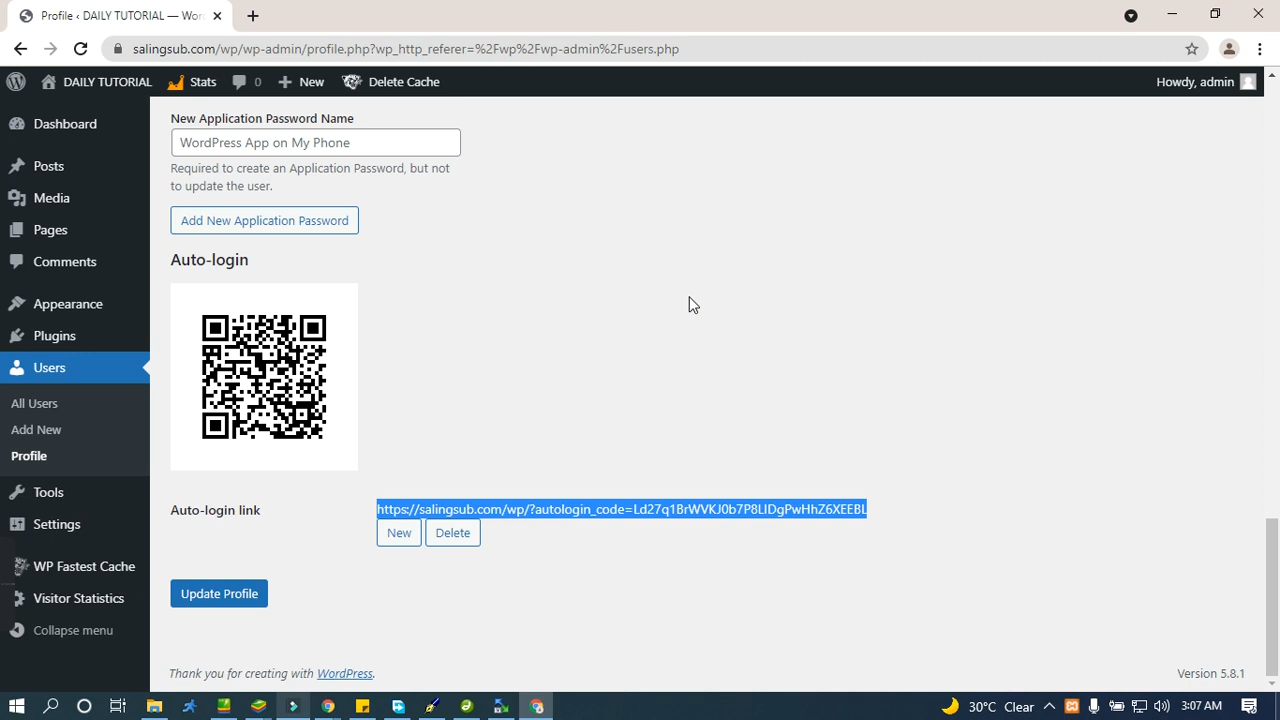 Profile ‹ DAILY TUTORIAL — Wor
salingsub.com/wp/wp-admin/profile.php?wp_http_referer=%2Fwp%2Fwp-admin%2Fusers.php
DAILY TUTORIAL Stats 0 New Delete Cache Howdy, admin
Dashboard
Posts
Media
Pages
Comments
Appearance
Plugins
Users
All Users
Add New
Profile
Tools
Settings
WP Fastest Cache
Visitor Statistics
Collapse menu
New Application Password Name
WordPress App on My Phone
Required to create an Application Password, but not
to update the user.
Add New Application Password
Auto-login
Auto-login link https://salingsub.com/wp/?autologin_code=Ld27q1BrWVKJ0b7P8LIDgPwHhZ6XEEBL
New Delete
Update Profile
Thank you for creating with WordPress.
Version 5.8.1
30°C Clear 3:07 AM